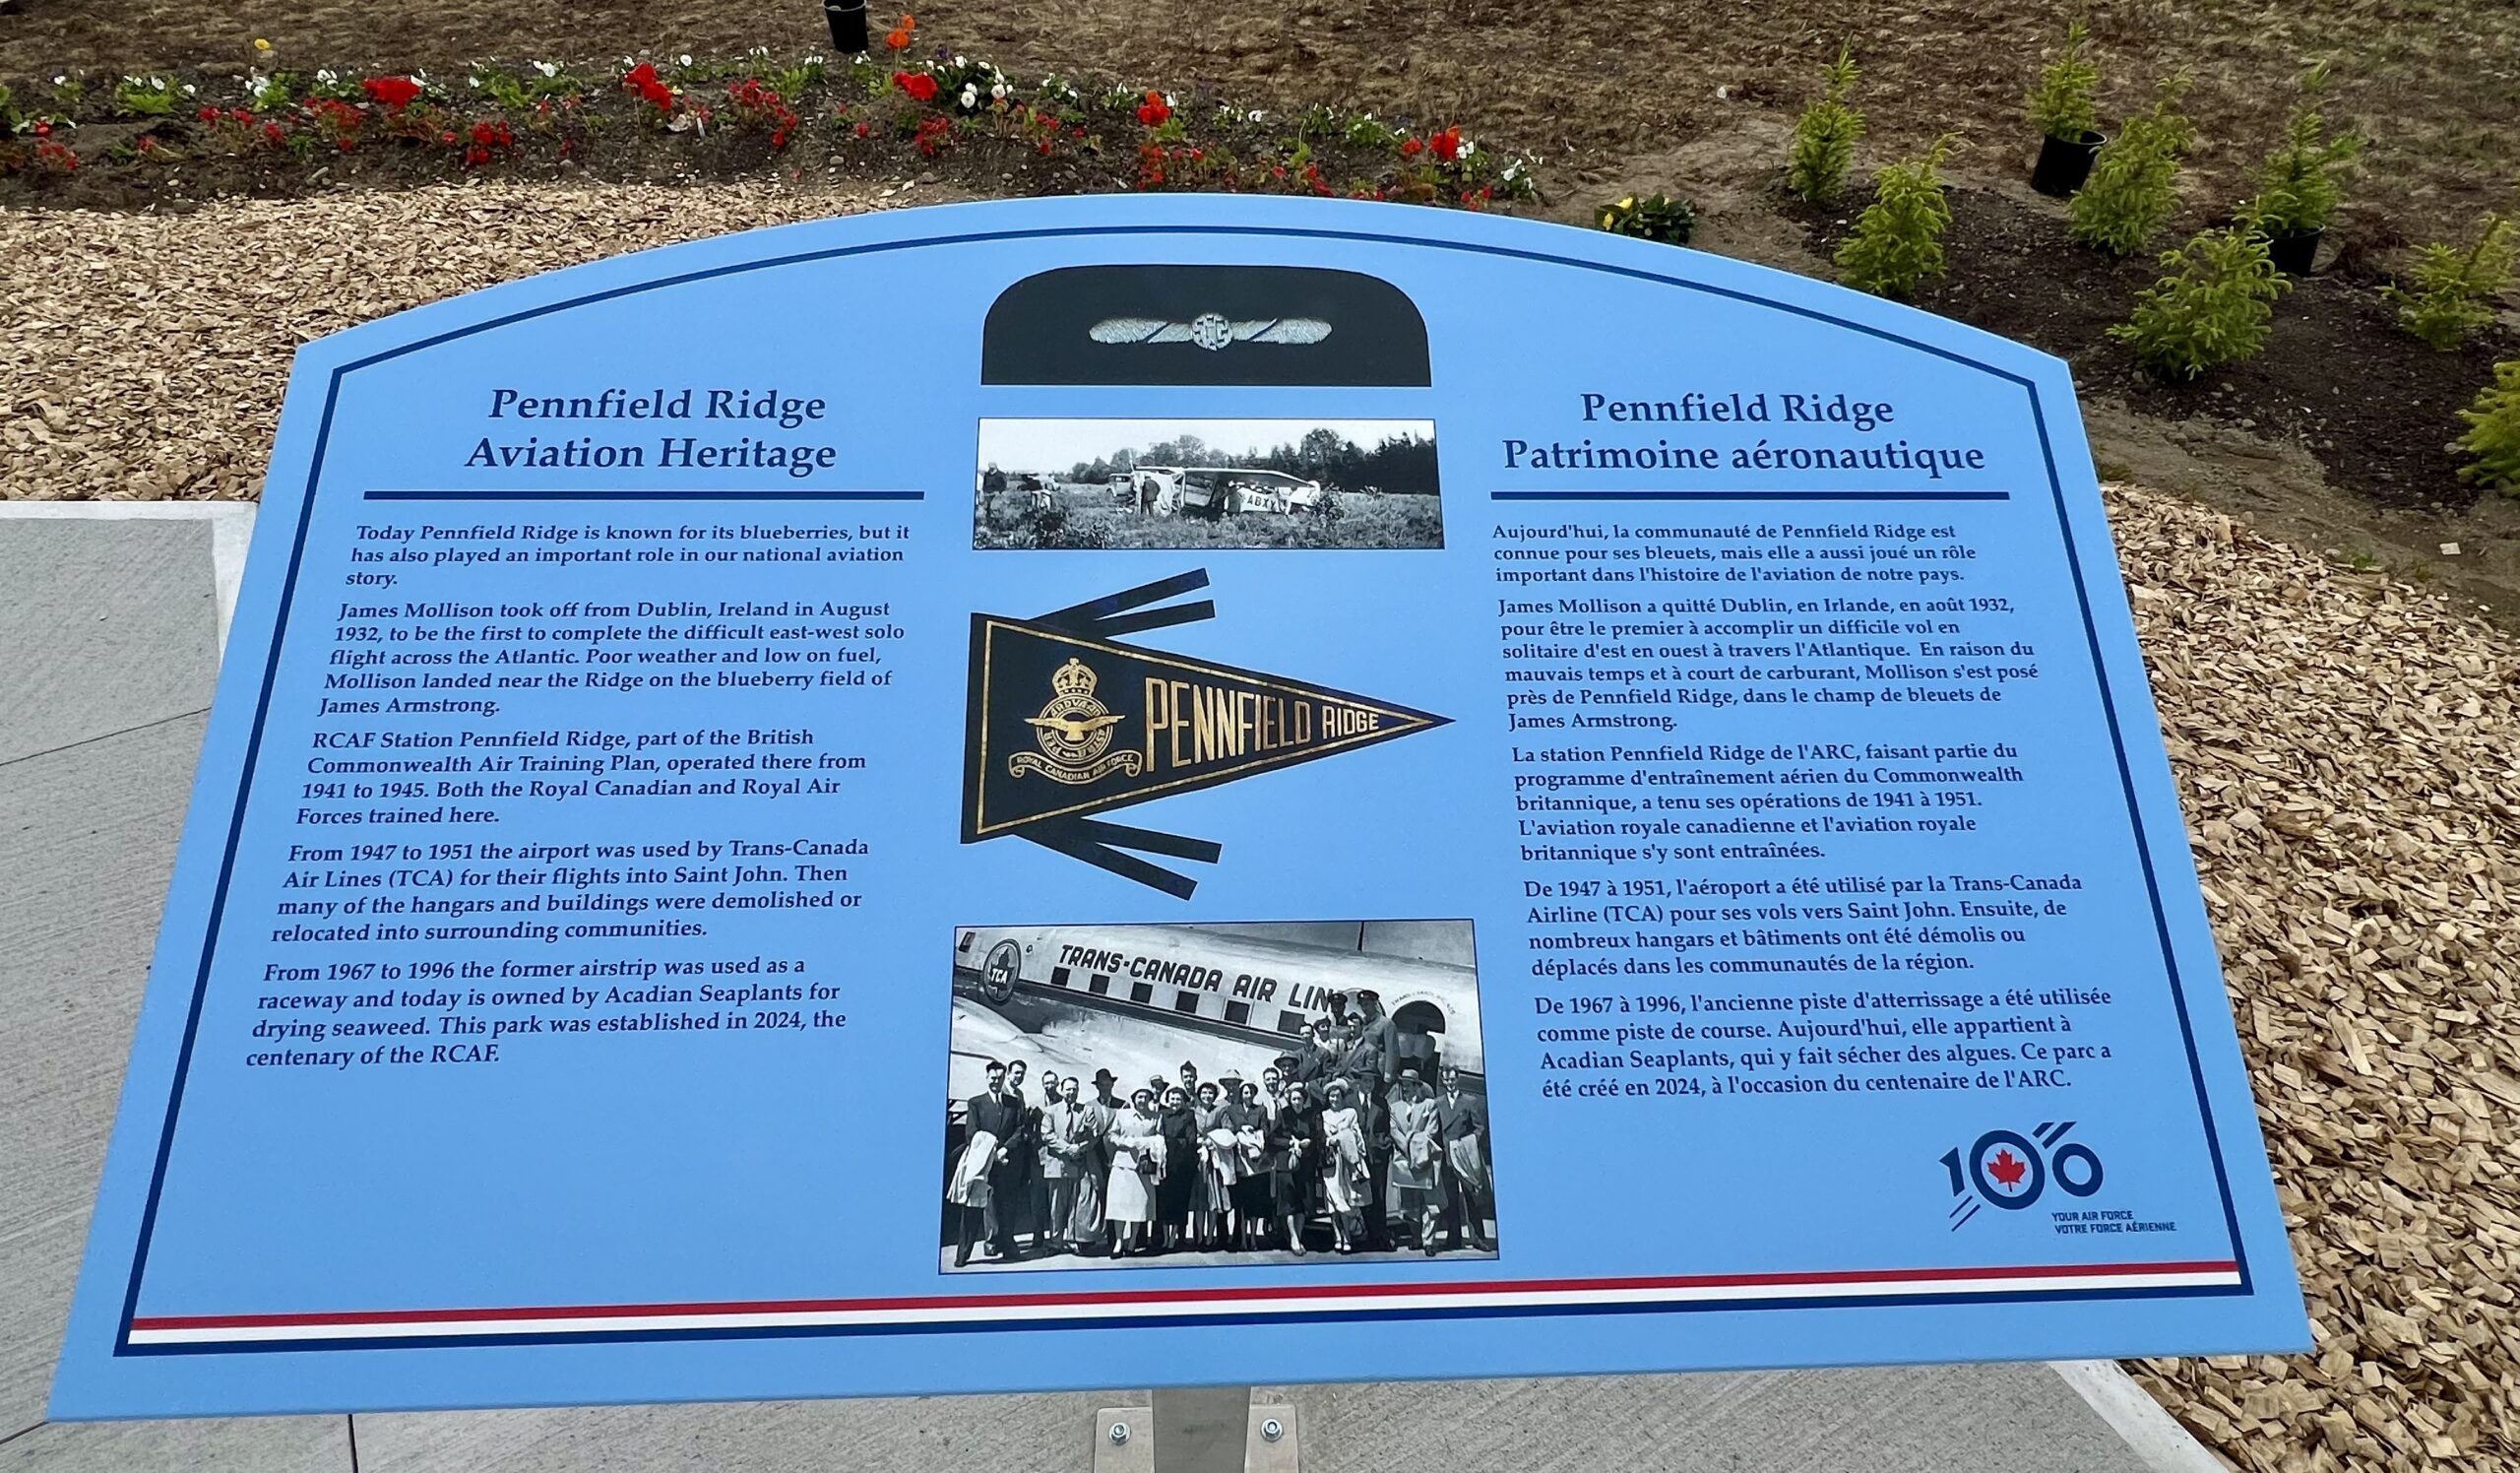 Pennfield Ridge
Aviation Heritage
Today Pennfield Ridge is known for its blueberries, but it
has also played an important role in our national aviation
story.
James Mollison took off from Dublin, Ireland in August
1932, to be the first to complete the difficult east-west solo
flight across the Atlantic. Poor weather and low on fuel,
Mollison landed near the Ridge on the blueberry field of
James Armstrong.
RCAF Station Pennfield Ridge, part of the British
Commonwealth Air Training Plan, operated there from
1941 to 1945. Both the Royal Canadian and Royal Air
Forces trained here.
From 1947 to 1951 the airport was used by Trans-Canada
Air Lines (TCA) for their flights into Saint John. Then
many of the hangars and buildings were demolished or
relocated into surrounding communities.
From 1967 to 1996 the former airstrip was used as a
raceway and today is owned by Acadian Seaplants for
drying seaweed. This park was established in 2024, the
centenary of the RCAF.
ABXY
ROYAL CANADIAN AIR FORCE
PENNFIELD RIDGE
TCA
TRANS-CANADA AIR LIN
Pennfield Ridge
Patrimoine aéronautique
Aujourd'hui, la communauté de Pennfield Ridge est
connue pour ses bleuets, mais elle a aussi joué un rôle
important dans l'histoire de l'aviation de notre pays.
James Mollison a quitté Dublin, en Irlande, en août 1932,
pour être le premier à accomplir un difficile vol en
solitaire d'est en ouest à travers l'Atlantique. En raison du
mauvais temps et à court de carburant, Mollison s'est posé
près de Pennfield Ridge, dans le champ de bleuets de
James Armstrong.
La station Pennfield Ridge de l'ARC, faisant partie du
programme d'entraînement aérien du Commonwealth
britannique, a tenu ses opérations de 1941 à 1951.
L'aviation royale canadienne et l'aviation royale
britannique s'y sont entraînées.
De 1947 à 1951, l'aéroport a été utilisé par la Trans-Canada
Airline (TCA) pour ses vols vers Saint John. Ensuite, de
nombreux hangars et bâtiments ont été démolis ou
déplacés dans les communautés de la région.
De 1967 à 1996, l'ancienne piste d'atterrissage a été utilisée
comme piste de course. Aujourd'hui, elle appartient à
Acadian Seaplants, qui y fait sécher des algues. Ce parc a
été créé en 2024, à l'occasion du centenaire de l'ARC.
100
YOUR AIR FORCE
VOTRE FORCE AÉRIENNE